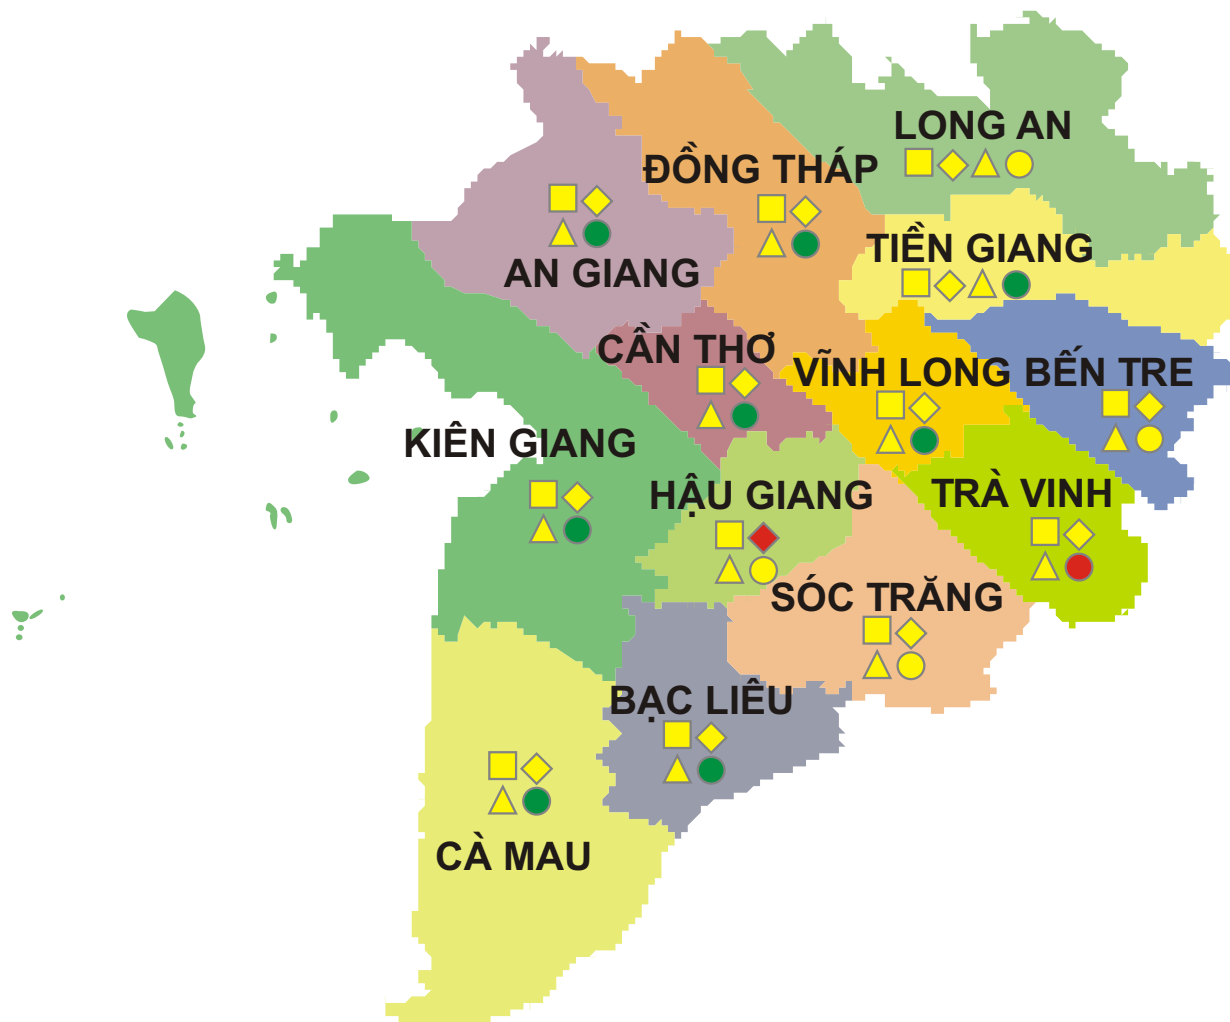 LONG AN
ĐỒNG THÁP
TIỀN GIANG
AN GIANG
CẦN THƠ
VĨNH LONG
BẾN TRE
KIÊN GIANG
HẬU GIANG
TRÀ VINH
SÓC TRĂNG
BẠC LIÊU
CÀ MAU